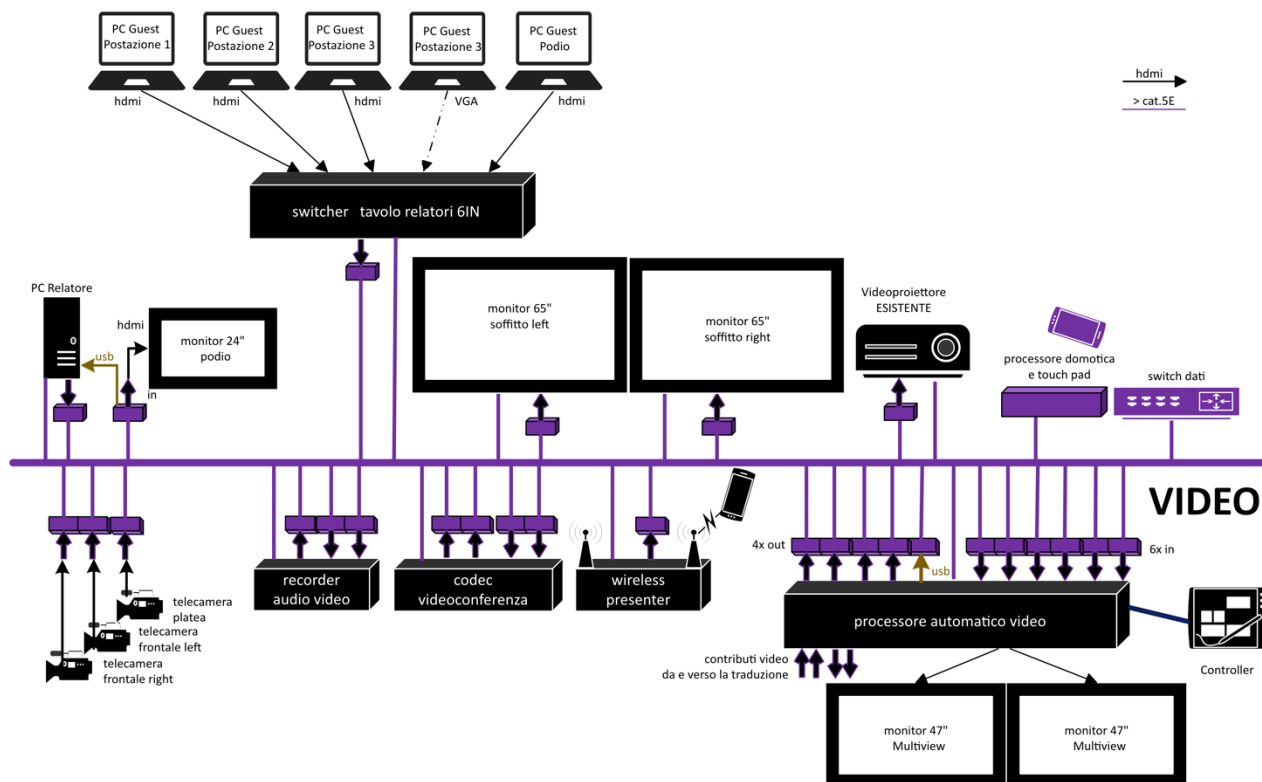 PC Guest
Postazione 1
PC Guest
Postazione 2
PC Guest
Postazione 3
PC Guest
Postazione 3
PC Guest
Podio
hdmi
hdmi
hdmi
VGA
hdmi
hdmi
> cat.5E
switcher tavolo relatori 6IN
PC Relatore
hdmi
usb
in
monitor 24"
podio
monitor 65"
soffitto left
monitor 65"
soffitto right
Videoproiettore
ESISTENTE
processore domotica
e touch pad
switch dati
VIDEO
telecamera
platea
telecamera
frontale left
telecamera
frontale right
recorder
audio video
codec
videoconferenza
wireless
presenter
4x out
usb
6x in
processore automatico video
contributi video
da e verso la traduzione
Controller
monitor 47"
Multiview
monitor 47"
Multiview